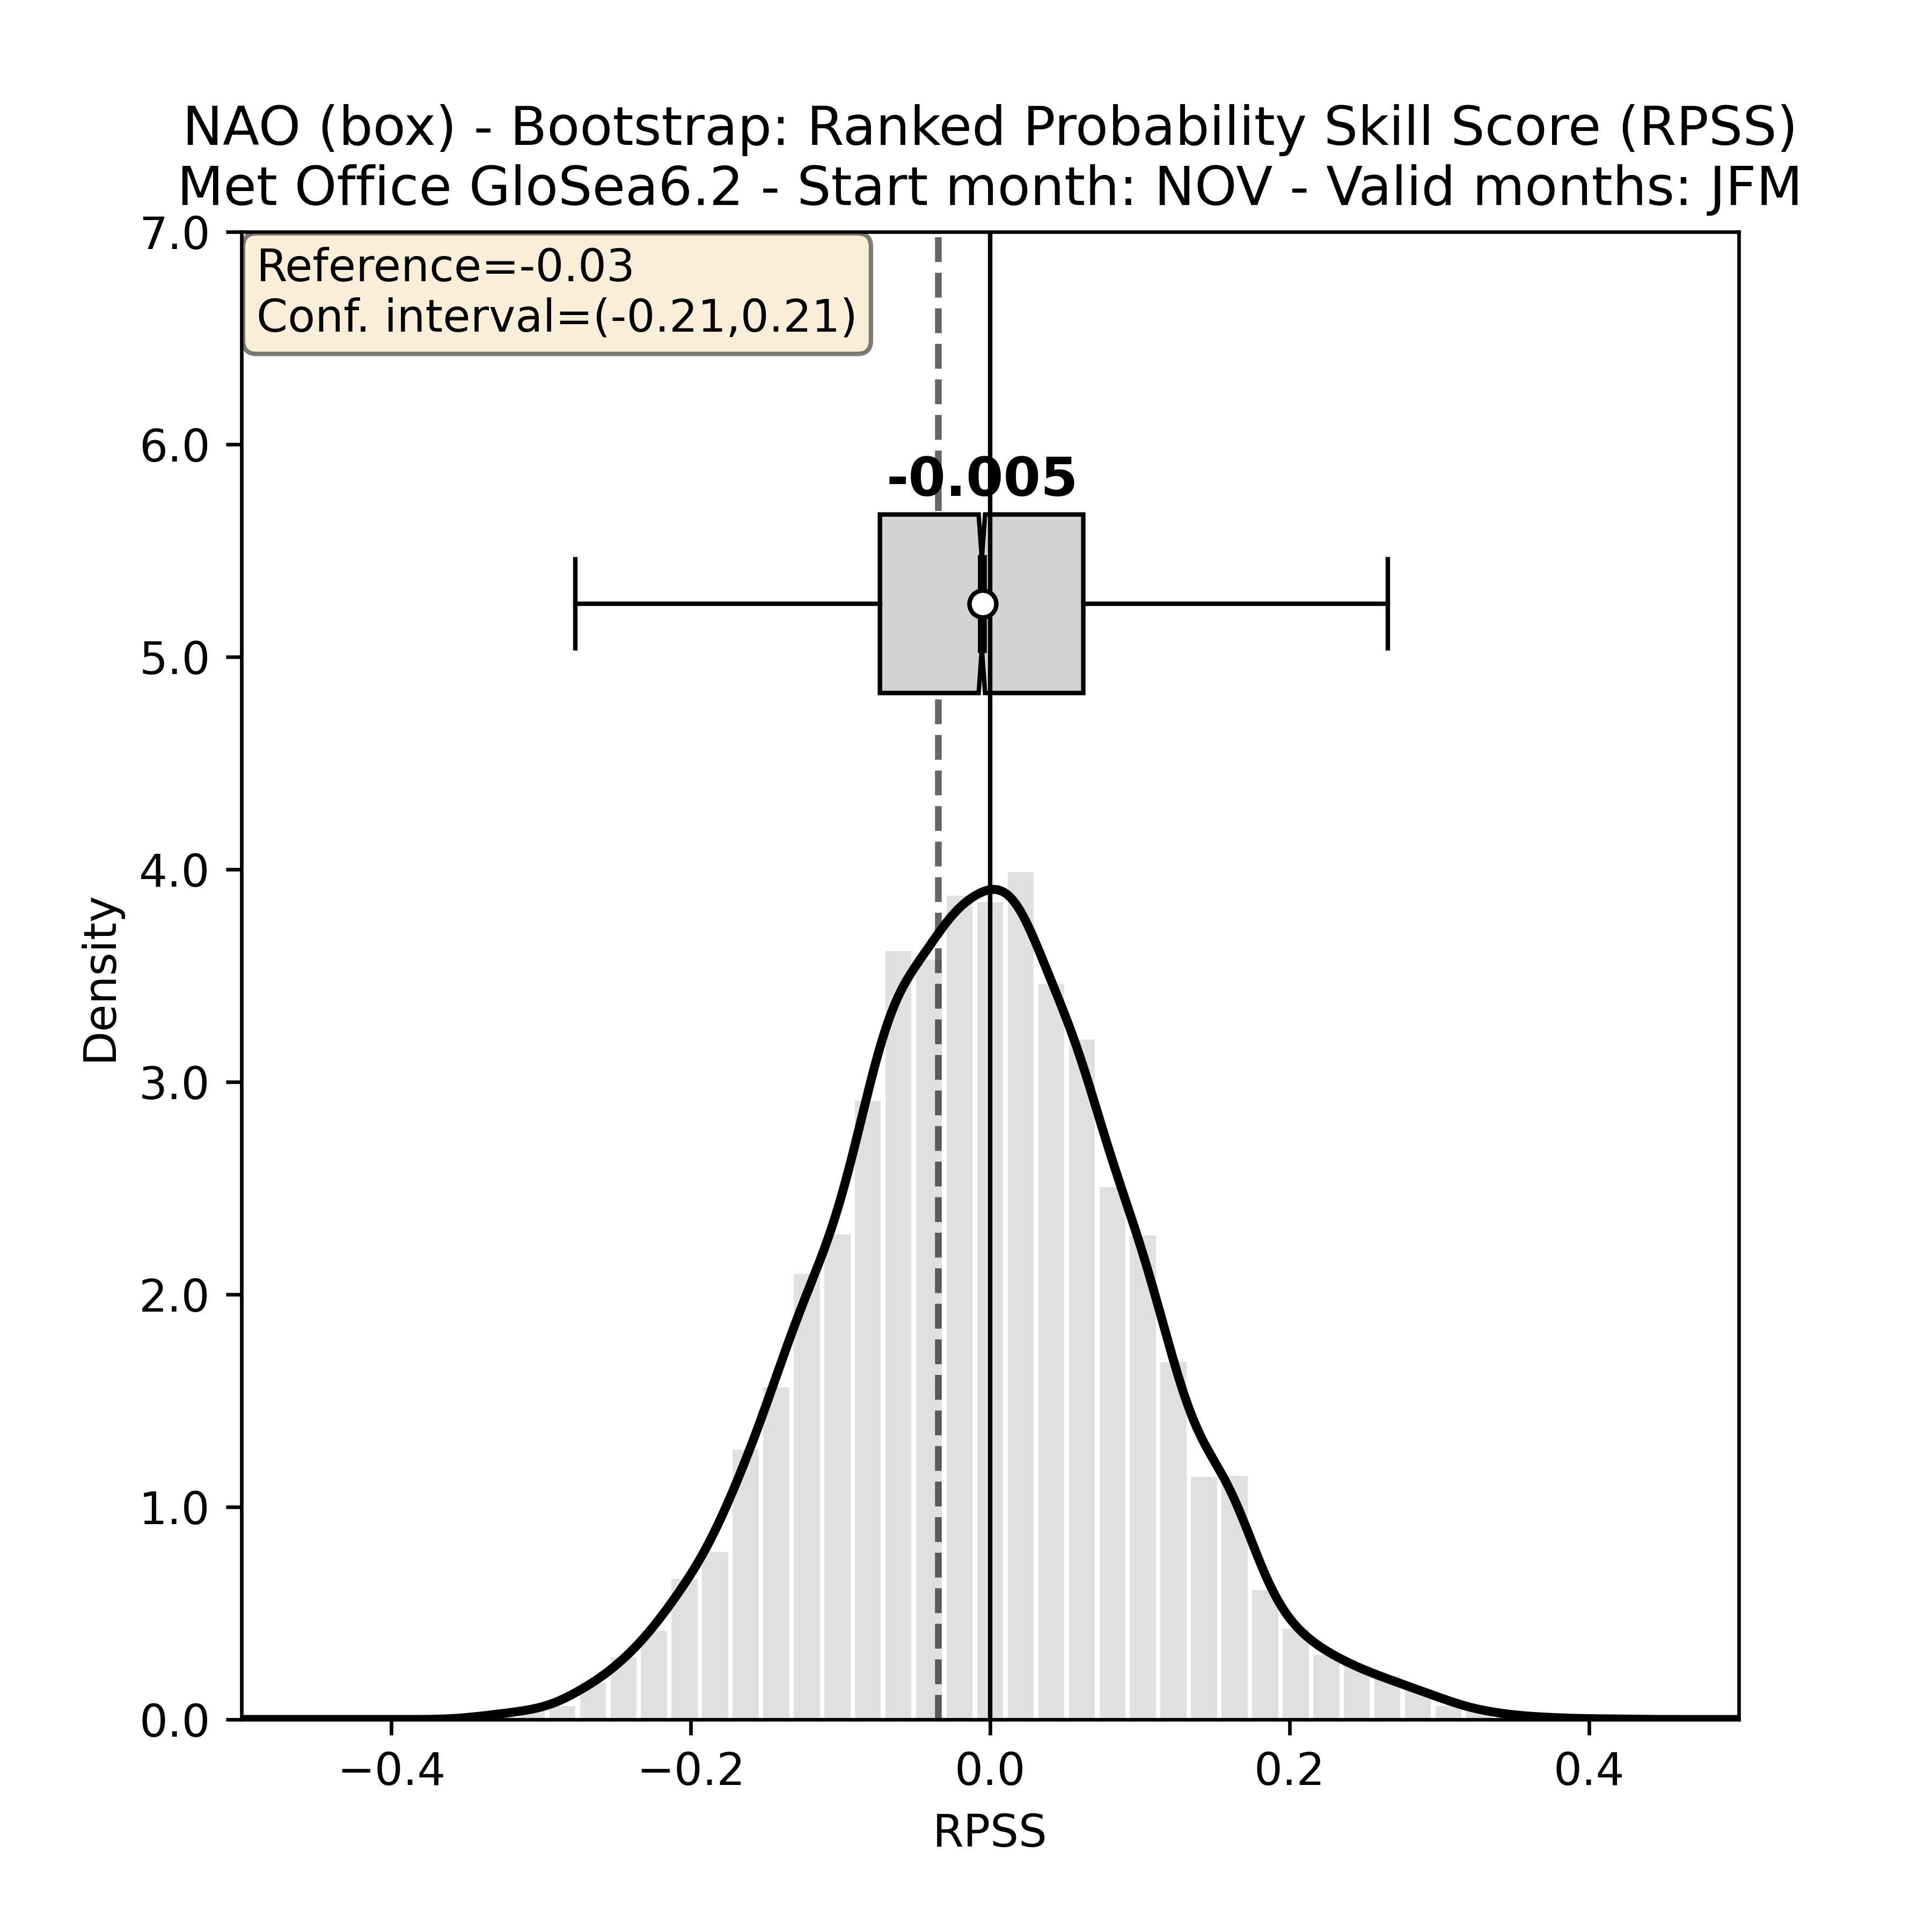 NAO (box) - Bootstrap: Ranked Probability Skill Score (RPSS)
Met Office GloSea6.2 - Start month: NOV - Valid months: JFM
Reference=-0.03
Conf. interval=(-0.21,0.21)
-0.005
7.0
6.0
5.0
4.0
3.0
2.0
1.0
0.0
Density
−0.4
−0.2
0.0
0.2
0.4
RPSS